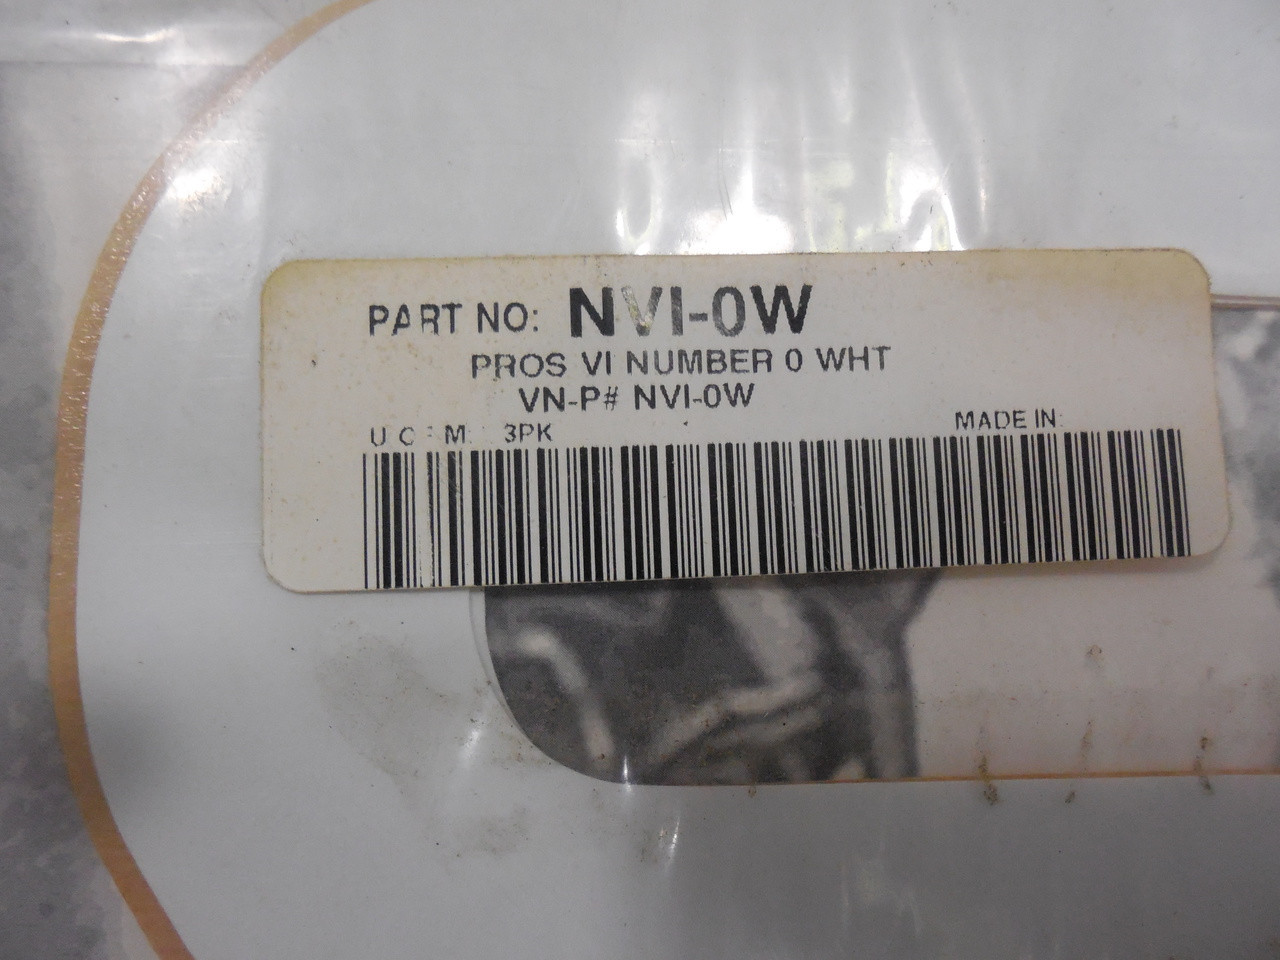 PART NO: NVI-0W
PROS VI NUMBER 0 WHT
VN-P# NVI-0W
U O F M: 3PK MADE IN: